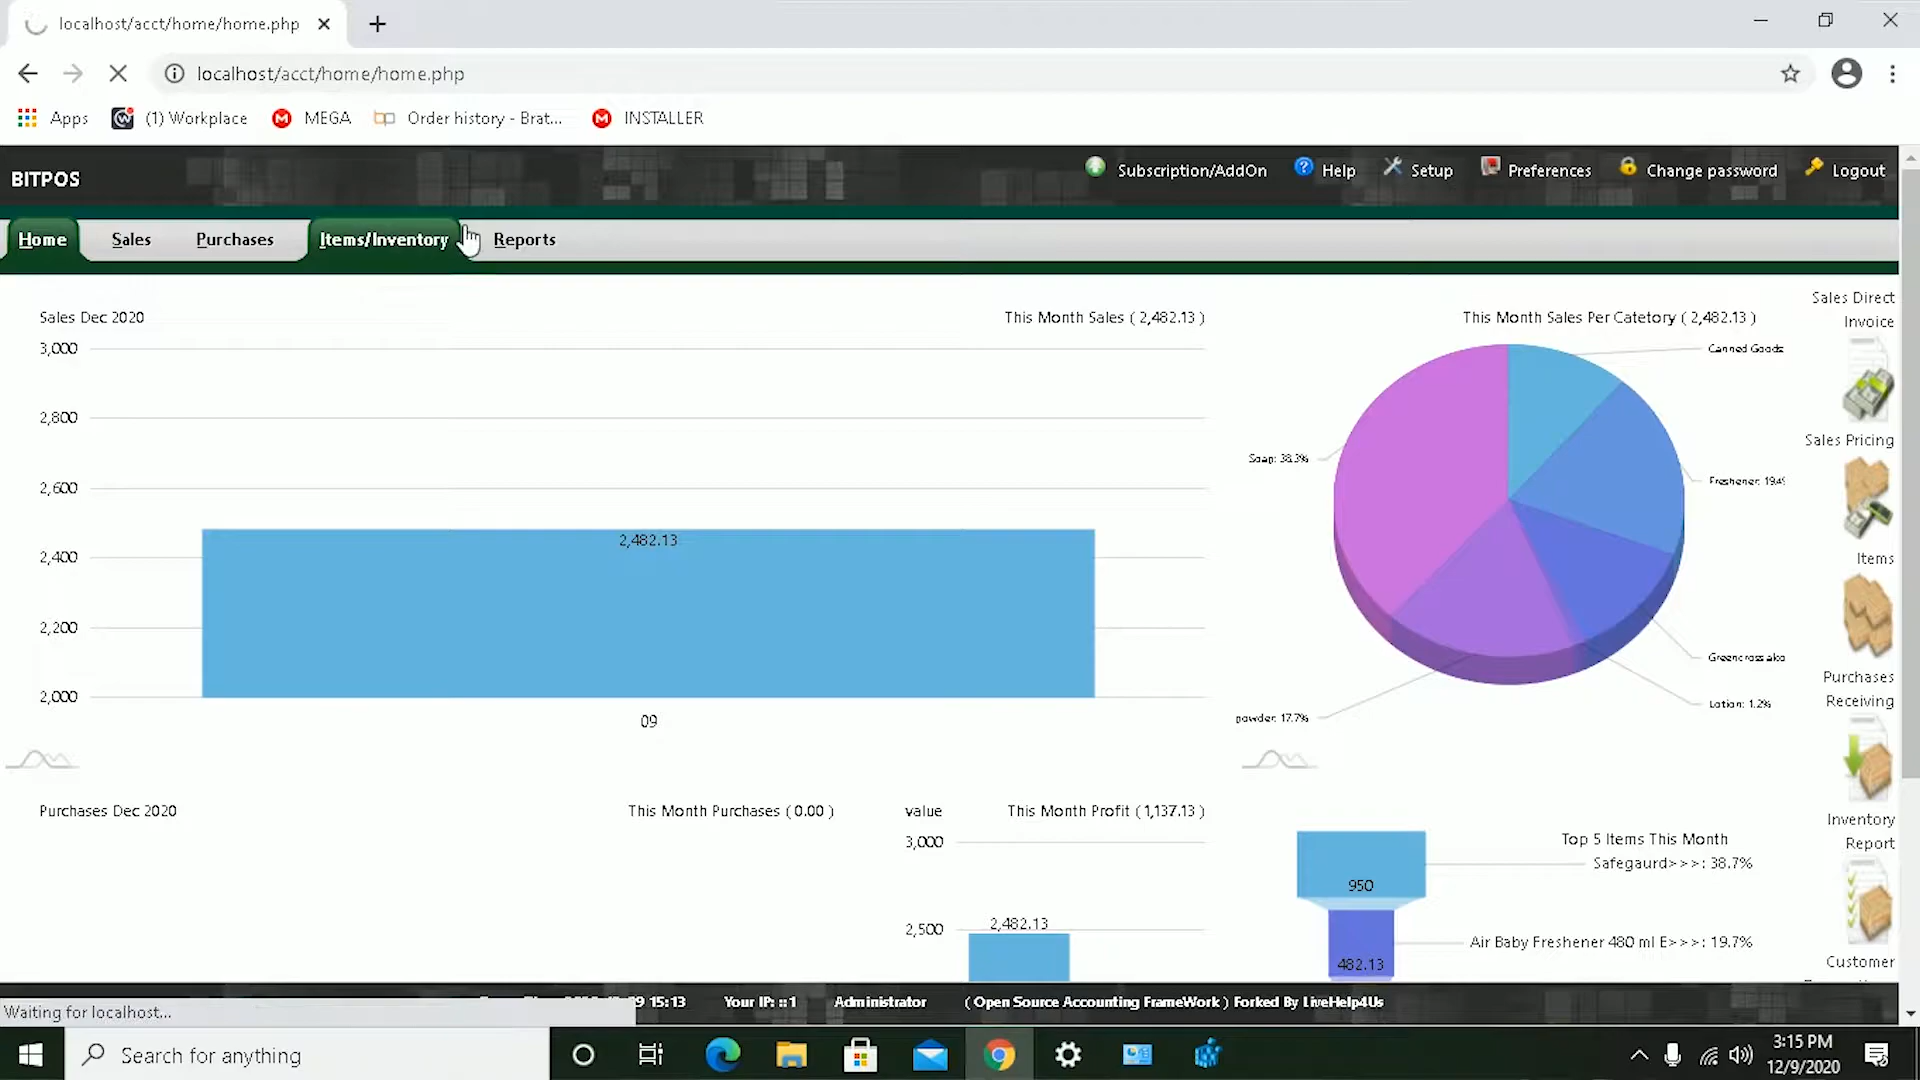 localhost/acct/home/home.php
localhost/acct/home/home.php
Apps
(1) Workplace
MEGA
Order history - Brat...
INSTALLER
BITPOS
Subscription/AddOn
Help
Setup
Preferences
Change password
Logout
Home
Sales
Purchases
Items/Inventory
Reports
Sales Dec 2020
This Month Sales ( 2,482.13 )
3,000
2,800
2,600
2,400
2,200
2,000
2,482.13
09
This Month Sales Per Catetory ( 2,482.13 )
Canned Goods
Soap: 38.3%
Freshener: 19.4%
Greencross alco
Lotion: 1.2%
powder: 17.7%
Sales Direct
Invoice
Sales Pricing
Items
Purchases
Receiving
Inventory
Report
Customer
Purchases Dec 2020
This Month Purchases ( 0.00 )
value
This Month Profit ( 1,137.13 )
3,000
2,500
2,482.13
Top 5 Items This Month
Safegaurd>>>: 38.7%
950
Air Baby Freshener 480 ml E>>>: 19.7%
482.13
15:13
Your IP: ::1
Administrator
( Open Source Accounting FrameWork ) Forked By LiveHelp4Us
Waiting for localhost...
Search for anything
3:15 PM
12/9/2020